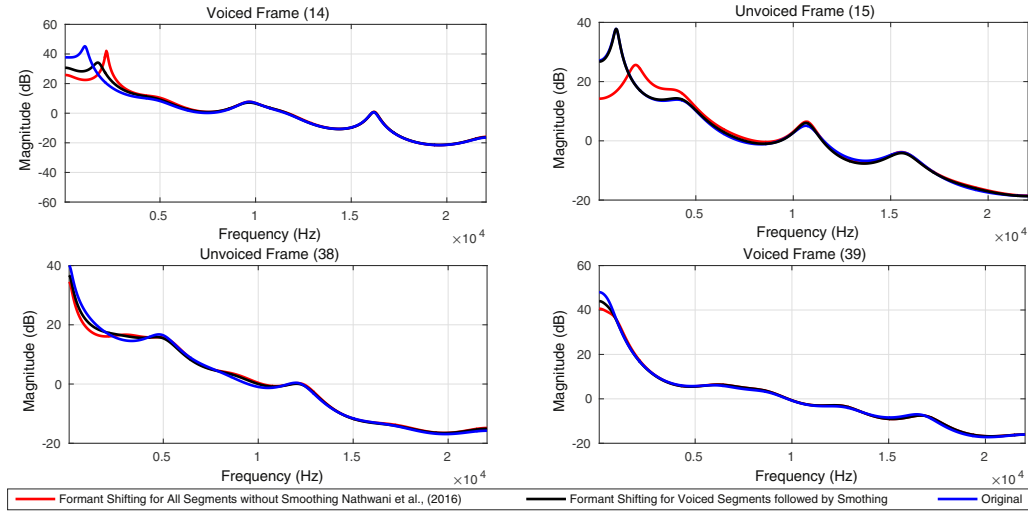 Voiced Frame (14)
60
40
20
0
-20
-40
-60
Magnitude (dB)
0.5
1
1.5
2
Frequency (Hz)
×10 4
Unvoiced Frame (15)
40
20
0
-20
Magnitude (dB)
0.5
1
1.5
2
Frequency (Hz)
×10 4
Unvoiced Frame (38)
40
20
0
-20
Magnitude (dB)
0.5
1
1.5
2
Frequency (Hz)
×10 4
Voiced Frame (39)
60
40
20
0
-20
Magnitude (dB)
0.5
1
1.5
2
Frequency (Hz)
×10 4
Formant Shifting for All Segments without Smoothing Nathwani et al., (2016)
Formant Shifting for Voiced Segments followed by Smothing
Original